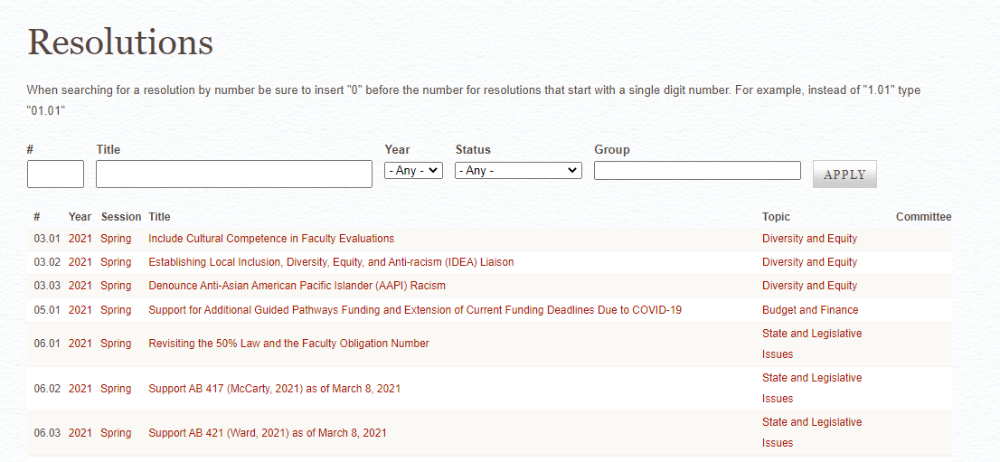 Resolutions
When searching for a resolution by number be sure to insert "0" before the number for resolutions that start with a single digit number. For example, instead of "1.01" type
"01.01"
# Title Year Status Group
- Any - - Any - APPLY
# Year Session Title Topic Committee
03.01 2021 Spring Include Cultural Competence in Faculty Evaluations Diversity and Equity
03.02 2021 Spring Establishing Local Inclusion, Diversity, Equity, and Anti-racism (IDEA) Liaison Diversity and Equity
03.03 2021 Spring Denounce Anti-Asian American Pacific Islander (AAPI) Racism Diversity and Equity
05.01 2021 Spring Support for Additional Guided Pathways Funding and Extension of Current Funding Deadlines Due to COVID-19 Budget and Finance
06.01 2021 Spring Revisiting the 50% Law and the Faculty Obligation Number State and Legislative
Issues
06.02 2021 Spring Support AB 417 (McCarty, 2021) as of March 8, 2021 State and Legislative
Issues
06.03 2021 Spring Support AB 421 (Ward, 2021) as of March 8, 2021 State and Legislative
Issues